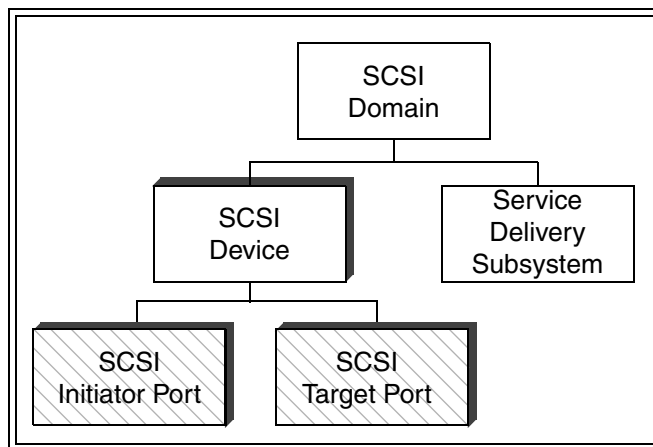 SCSI
Domain
SCSI
Device
Service
Delivery
Subsystem
SCSI
Initiator Port
SCSI
Target Port